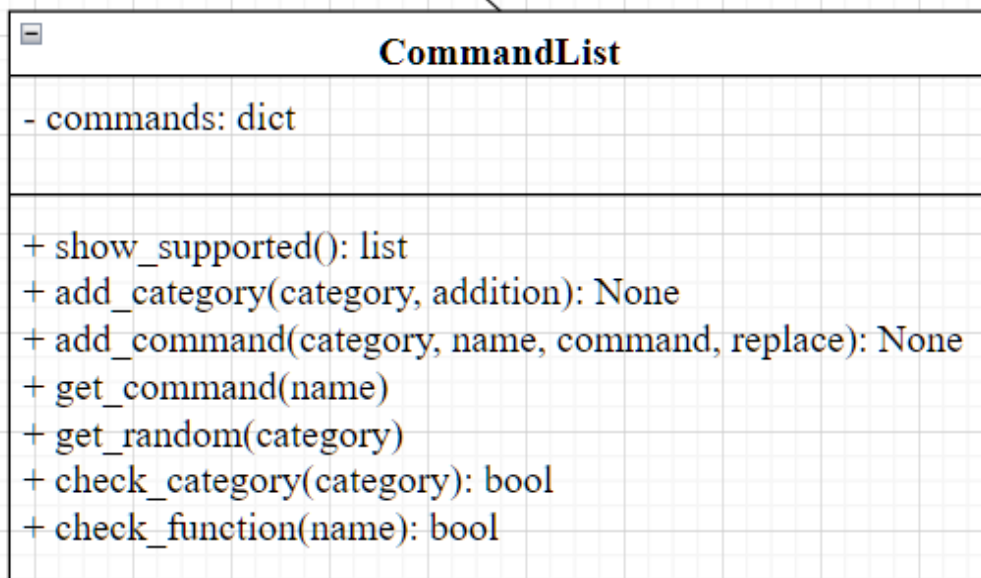 CommandList
- commands: dict
+ show_supported(): list
+ add_category(category, addition): None
+ add_command(category, name, command, replace): None
+ get_command(name)
+ get_random(category)
+ check_category(category): bool
+ check_function(name): bool